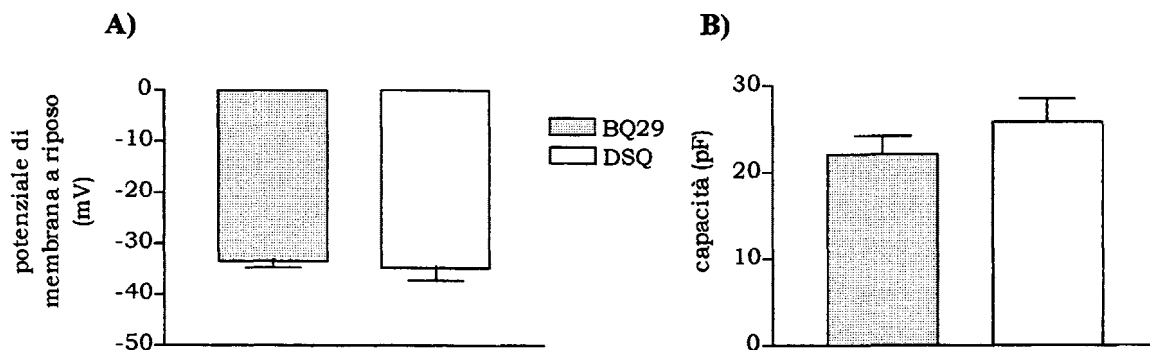 A)
potenziale di
membrana a riposo
(mV)
0
-10
-20
-30
-40
-50
BQ29
DSQ
B)
capacità (pF)
30
20
10
0